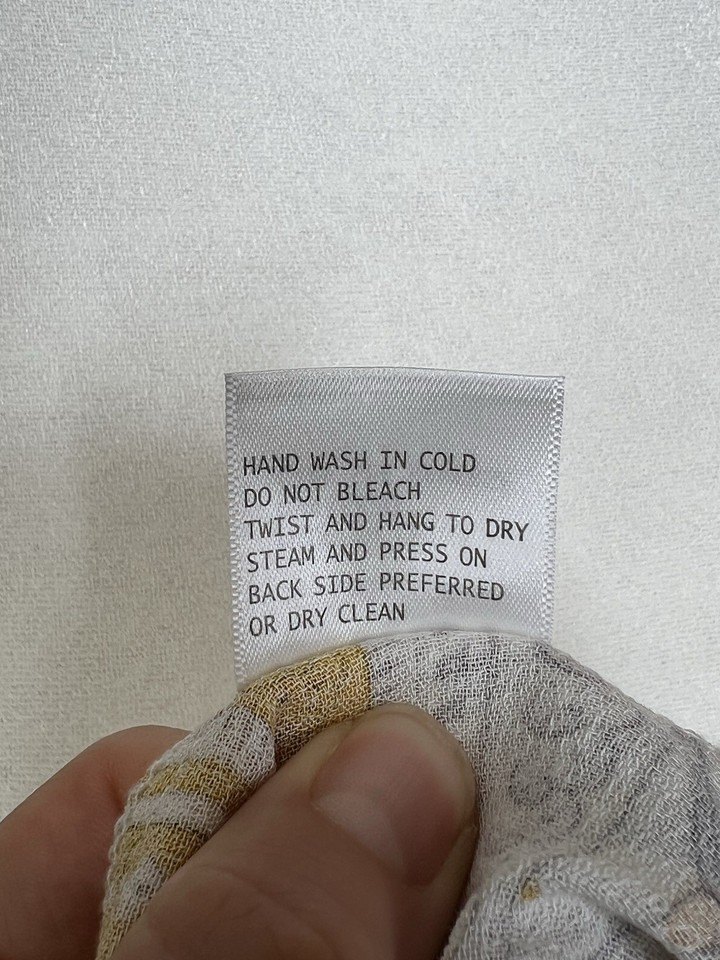 HAND WASH IN COLD
DO NOT BLEACH
TWIST AND HANG TO DRY
STEAM AND PRESS ON
BACK SIDE PREFERRED
OR DRY CLEAN